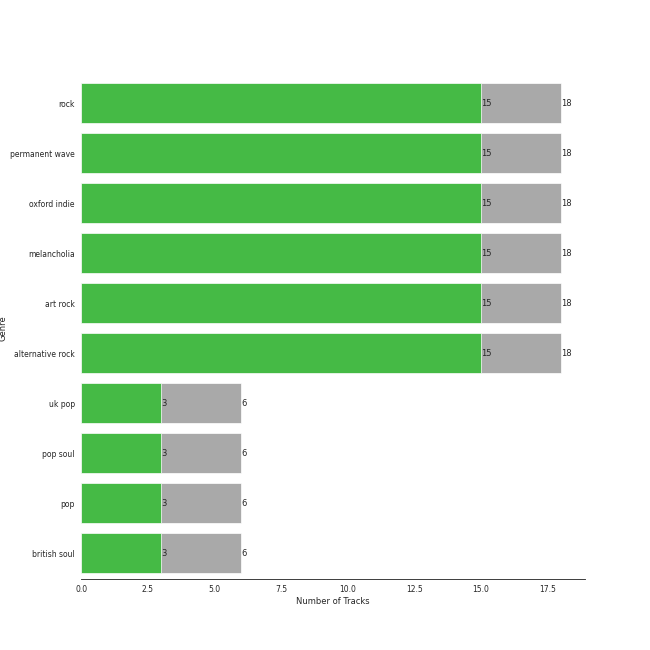 rock 15 18
permanent wave 15 18
oxford indie 15 18
melancholia 15 18
art rock 15 18
Genre
alternative rock 15 18
uk pop 3 6
pop soul 3 6
pop 3 6
british soul 3 6
0.0 2.5 5.0 7.5 10.0 12.5 15.0 17.5
Number of Tracks